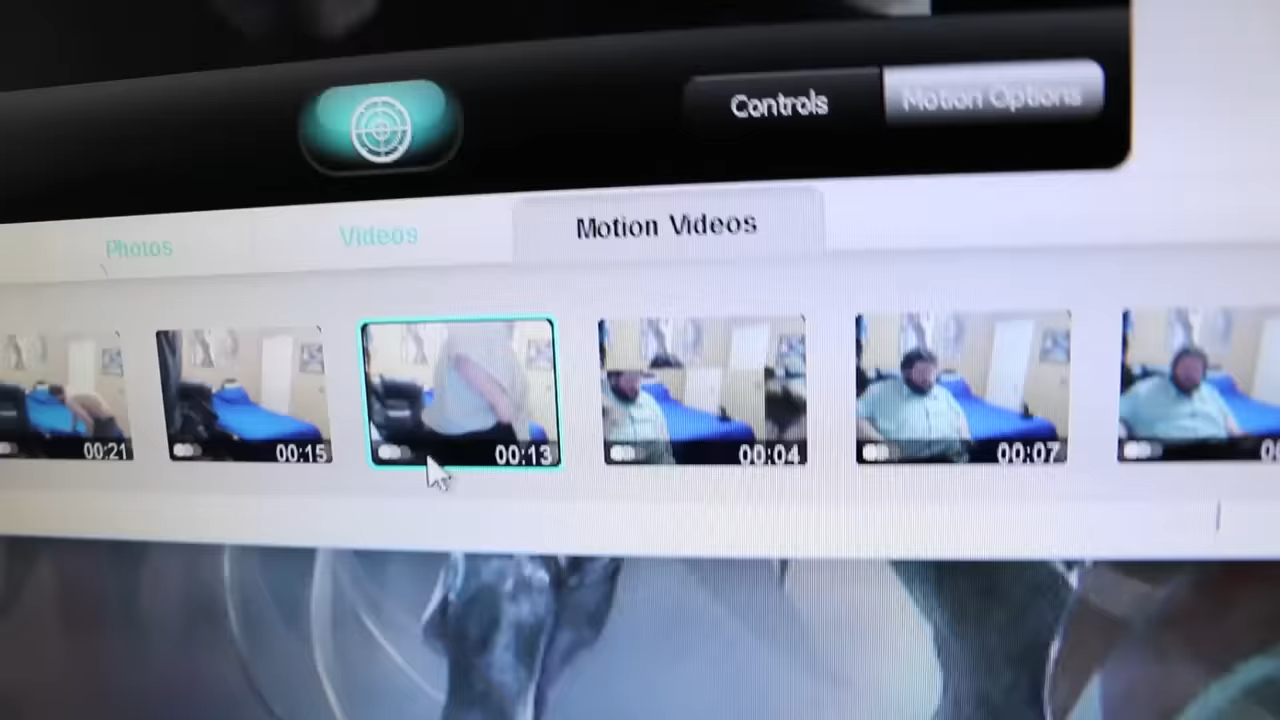 Controls
Motion Options
Photos
Videos
Motion Videos
00:21
00:15
00:13
00:04
00:07